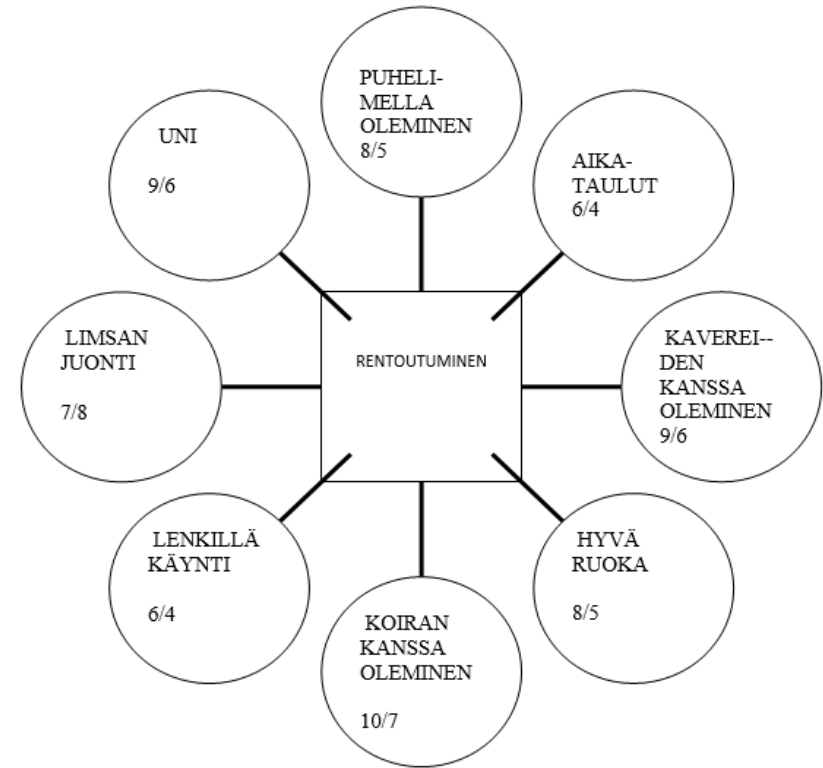 PUHELI-
MELLA
OLEMINEN
8/5
UNI
9/6
AIKA-
TAULUT
6/4
LIMSAN
JUONTI
7/8
RENTOUTUMINEN
KAVEREI--
DEN
KANSSA
OLEMINEN
9/6
LENKILLÄ
KÄYNTI
6/4
HYVÄ
RUOKA
8/5
KOIRAN
KANSSA
OLEMINEN
10/7